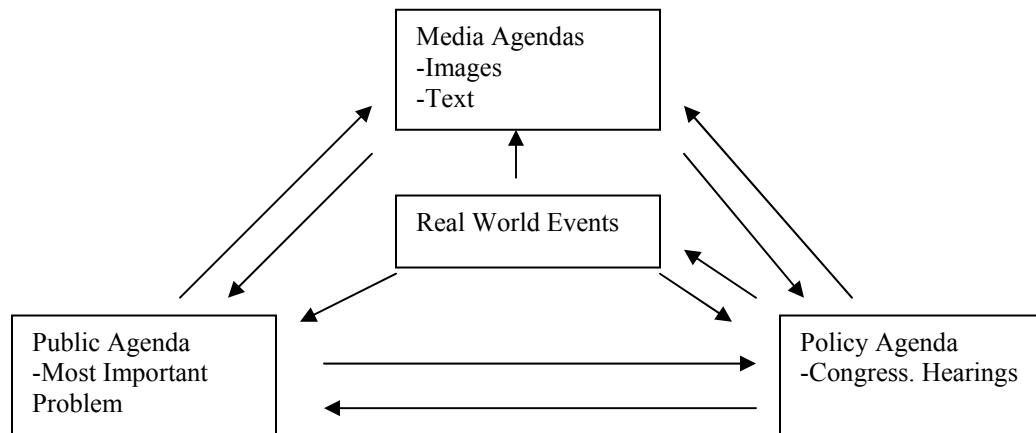 Media Agendas
-Images
-Text
Real World Events
Public Agenda
-Most Important
Problem
Policy Agenda
-Congress. Hearings